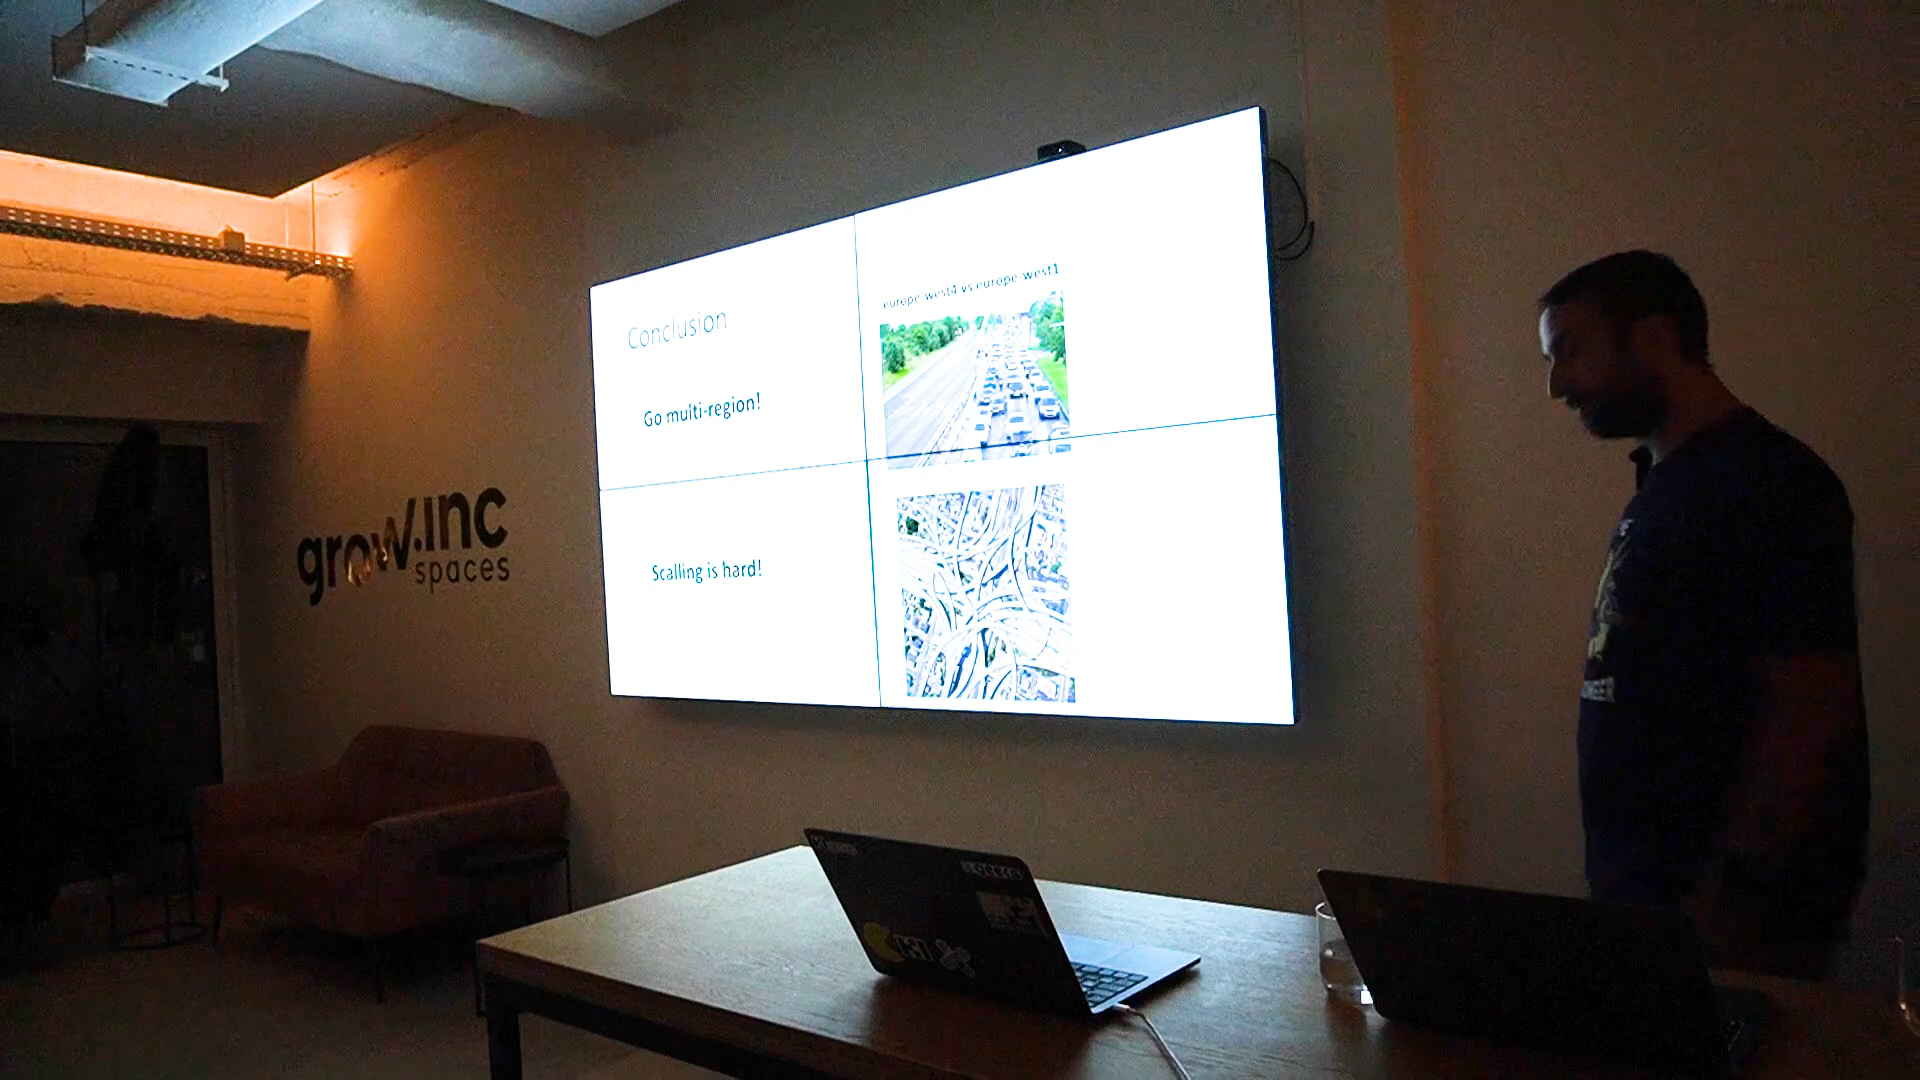 Conclusion
Go multi-region!
Scalling is hard!
europe-west4 vs europe-west1
grow.inc
spaces